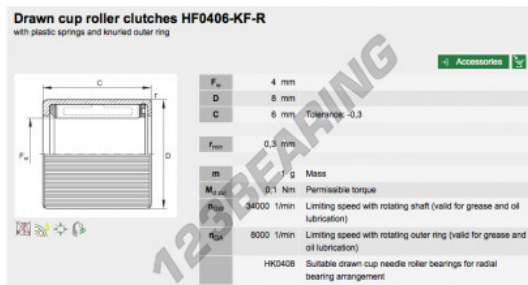 Drawn cup roller clutches HF0406-KF-R
with plastic springs and knurled outer ring
Accessories
C
r
Fw
D
Fw 4 mm
D 8 mm
C 6 mm Tolerance: -0,3
rmin 0,3 mm
m 1 g Mass
Md per 0,1 Nm Permissible torque
nGW 34000 1/min Limiting speed with rotating shaft (valid for grease and oil
lubrication)
nGA 8000 1/min Limiting speed with rotating outer ring (valid for grease and
oil lubrication)
HK0408 Suitable drawn cup needle roller bearings for radial
bearing arrangement
123BEARING